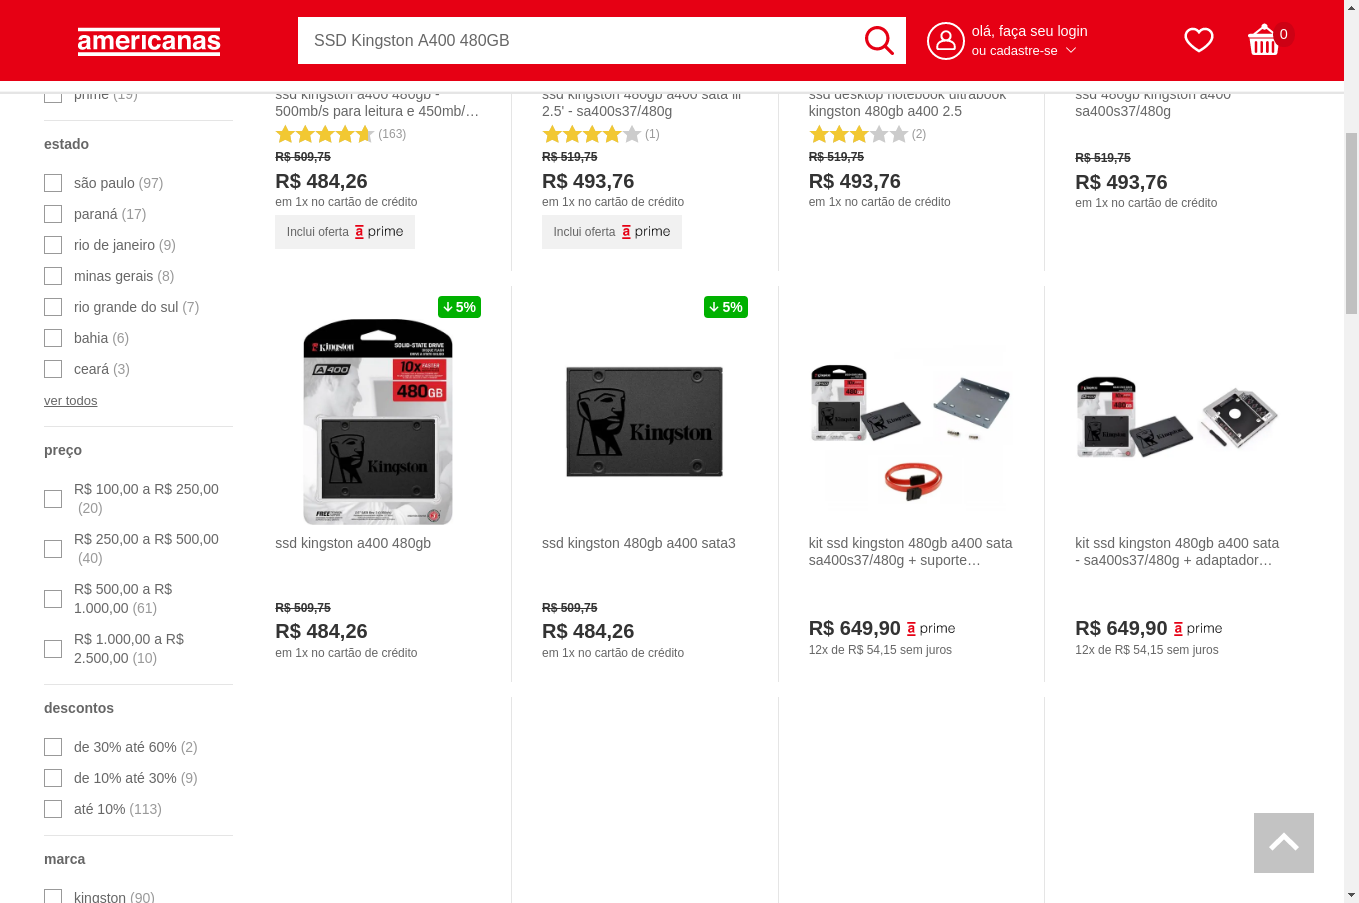 americanas
SSD Kingston A400 480GB
olá, faça seu login
ou cadastre-se
0
prime (19)
estado
são paulo (97)
paraná (17)
rio de janeiro (9)
minas gerais (8)
rio grande do sul (7)
bahia (6)
ceará (3)
ver todos
preço
R$ 100,00 a R$ 250,00
(20)
R$ 250,00 a R$ 500,00
(40)
R$ 500,00 a R$
1.000,00 (61)
R$ 1.000,00 a R$
2.500,00 (10)
descontos
de 30% até 60% (2)
de 10% até 30% (9)
até 10% (113)
marca
kingston (90)
ssd kingston a400 480gb -
500mb/s para leitura e 450mb/…
(163)
R$ 509,75
R$ 484,26
em 1x no cartão de crédito
Inclui oferta a prime
ssd kingston 480gb a400 sata iii
2.5' - sa400s37/480g
(1)
R$ 519,75
R$ 493,76
em 1x no cartão de crédito
Inclui oferta a prime
ssd desktop notebook ultrabook
kingston 480gb a400 2.5
(2)
R$ 519,75
R$ 493,76
em 1x no cartão de crédito
ssd 480gb kingston a400
sa400s37/480g
R$ 519,75
R$ 493,76
em 1x no cartão de crédito
5%
Kingston
SOLID-STATE DRIVE
A400
10x FASTER
480GB
Kingston
FREE
ssd kingston a400 480gb
R$ 509,75
R$ 484,26
em 1x no cartão de crédito
5%
Kingston
ssd kingston 480gb a400 sata3
R$ 509,75
R$ 484,26
em 1x no cartão de crédito
kit ssd kingston 480gb a400 sata
sa400s37/480g + suporte…
R$ 649,90 a prime
12x de R$ 54,15 sem juros
kit ssd kingston 480gb a400 sata
- sa400s37/480g + adaptador…
R$ 649,90 a prime
12x de R$ 54,15 sem juros